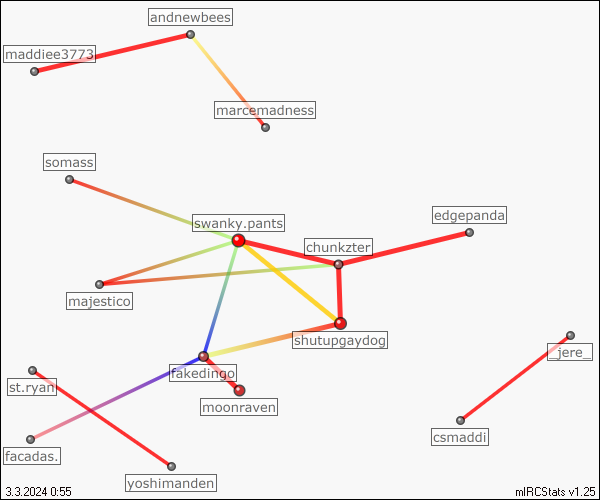 andnewbees
maddiee3773
marcemadness
somass
swanky.pants
edgepanda
chunkzter
majestico
shutupgaydog
_jere_
fakedingo
st.ryan
moonraven
csmaddi
facadas.
yoshimanden
3.3.2024 0:55
mIRCStats v1.25